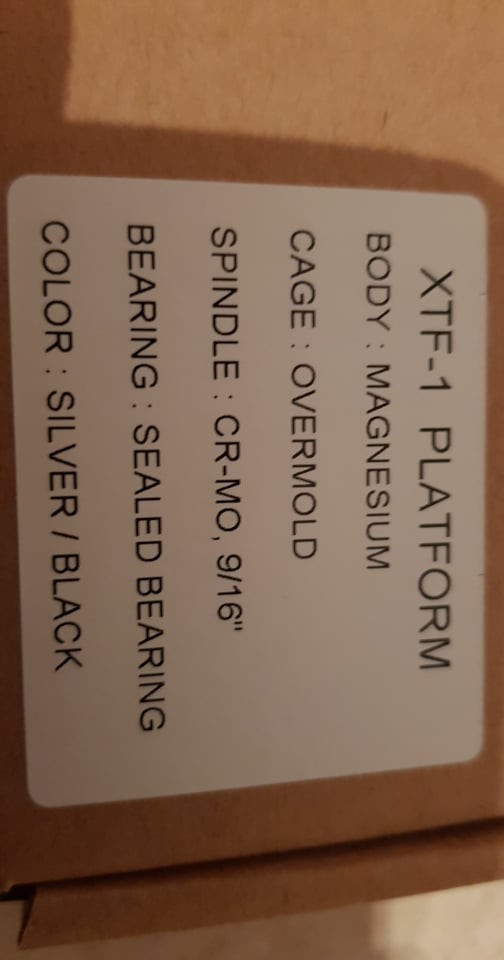 XTF-1 PLATFORM
BODY : MAGNESIUM
CAGE : OVERMOLD
SPINDLE : CR-MO, 9/16"
BEARING : SEALED BEARING
COLOR : SILVER / BLACK